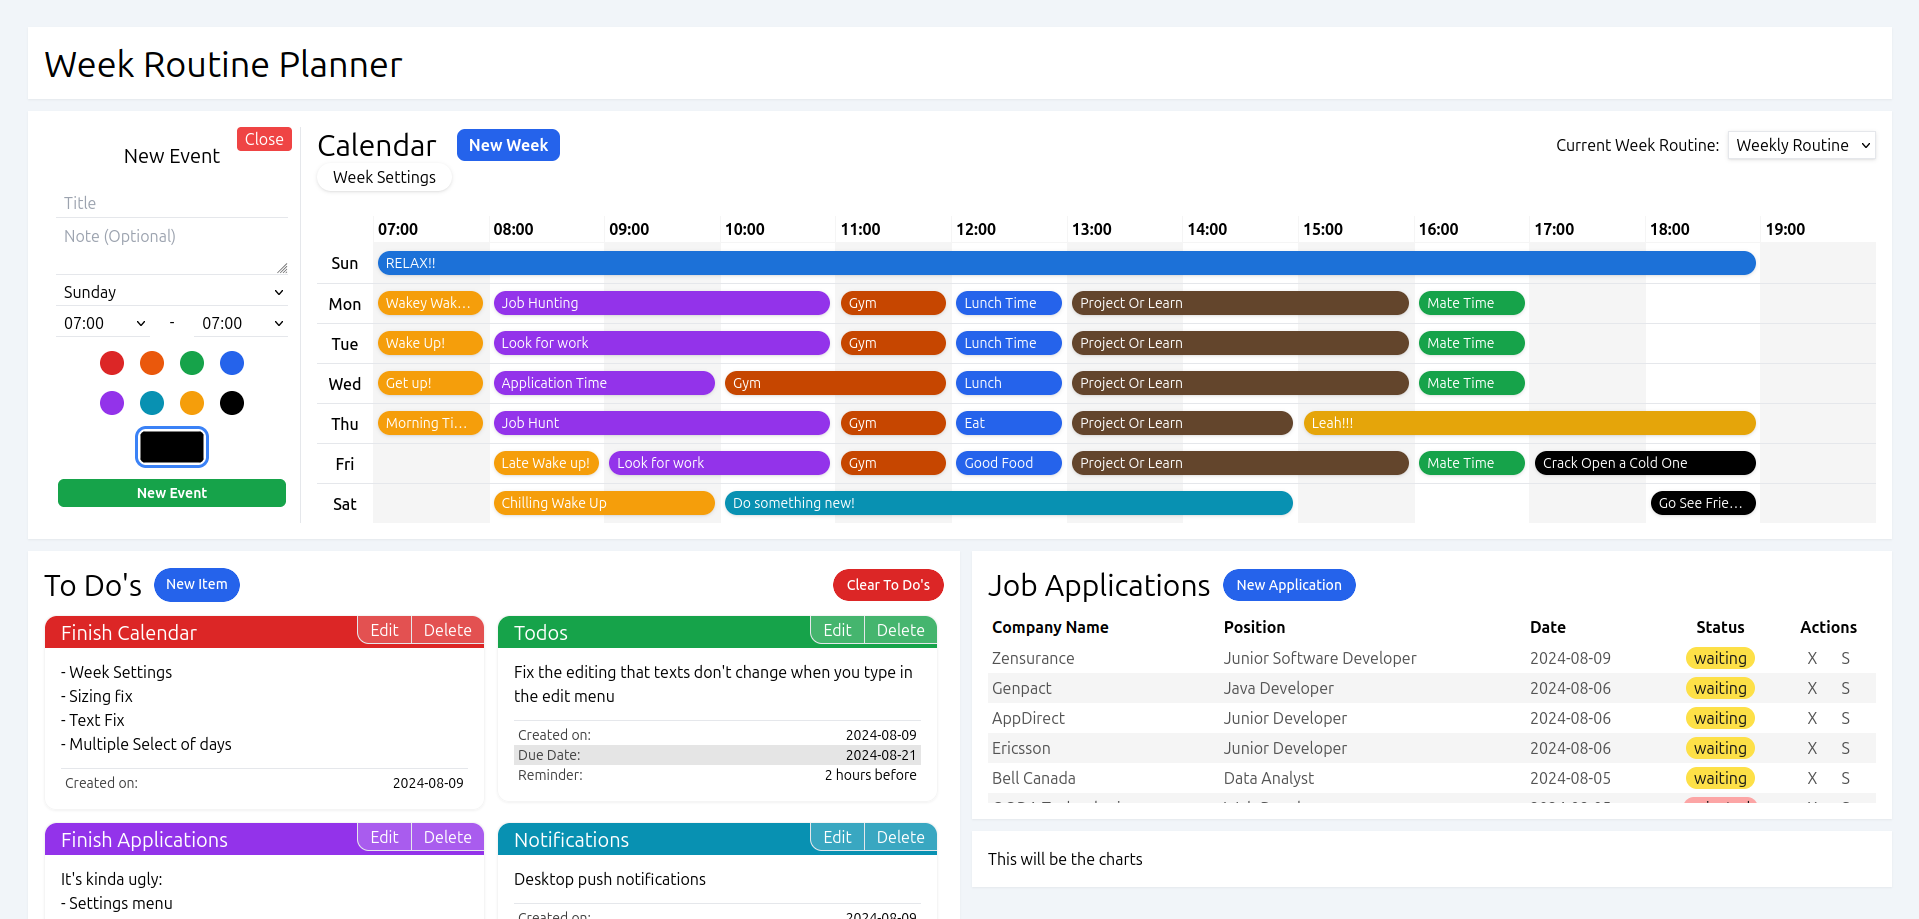 Week Routine Planner
New Event
Close
Title
Note (Optional)
Sunday
07:00 - 07:00
New Event
Calendar
New Week
Week Settings
Current Week Routine: Weekly Routine
07:00 08:00 09:00 10:00 11:00 12:00 13:00 14:00 15:00 16:00 17:00 18:00 19:00
Sun RELAX!!
Mon Wakey Wak... Job Hunting Gym Lunch Time Project Or Learn Mate Time
Tue Wake Up! Look for work Gym Lunch Time Project Or Learn Mate Time
Wed Get up! Application Time Gym Lunch Project Or Learn Mate Time
Thu Morning Ti... Job Hunt Gym Eat Project Or Learn Leah!!!
Fri Late Wake up! Look for work Gym Good Food Project Or Learn Mate Time Crack Open a Cold One
Sat Chilling Wake Up Do something new! Go See Frie...
To Do's
New Item
Clear To Do's
Finish Calendar Edit Delete
- Week Settings
- Sizing fix
- Text Fix
- Multiple Select of days
Created on: 2024-08-09
Todos Edit Delete
Fix the editing that texts don't change when you type in
the edit menu
Created on: 2024-08-09
Due Date: 2024-08-21
Reminder: 2 hours before
Finish Applications Edit Delete
It's kinda ugly:
- Settings menu
Notifications Edit Delete
Desktop push notifications
Created on: 2024-08-09
Job Applications
New Application
Company Name Position Date Status Actions
Zensurance Junior Software Developer 2024-08-09 waiting X S
Genpact Java Developer 2024-08-06 waiting X S
AppDirect Junior Developer 2024-08-06 waiting X S
Ericsson Junior Developer 2024-08-06 waiting X S
Bell Canada Data Analyst 2024-08-05 waiting X S
This will be the charts